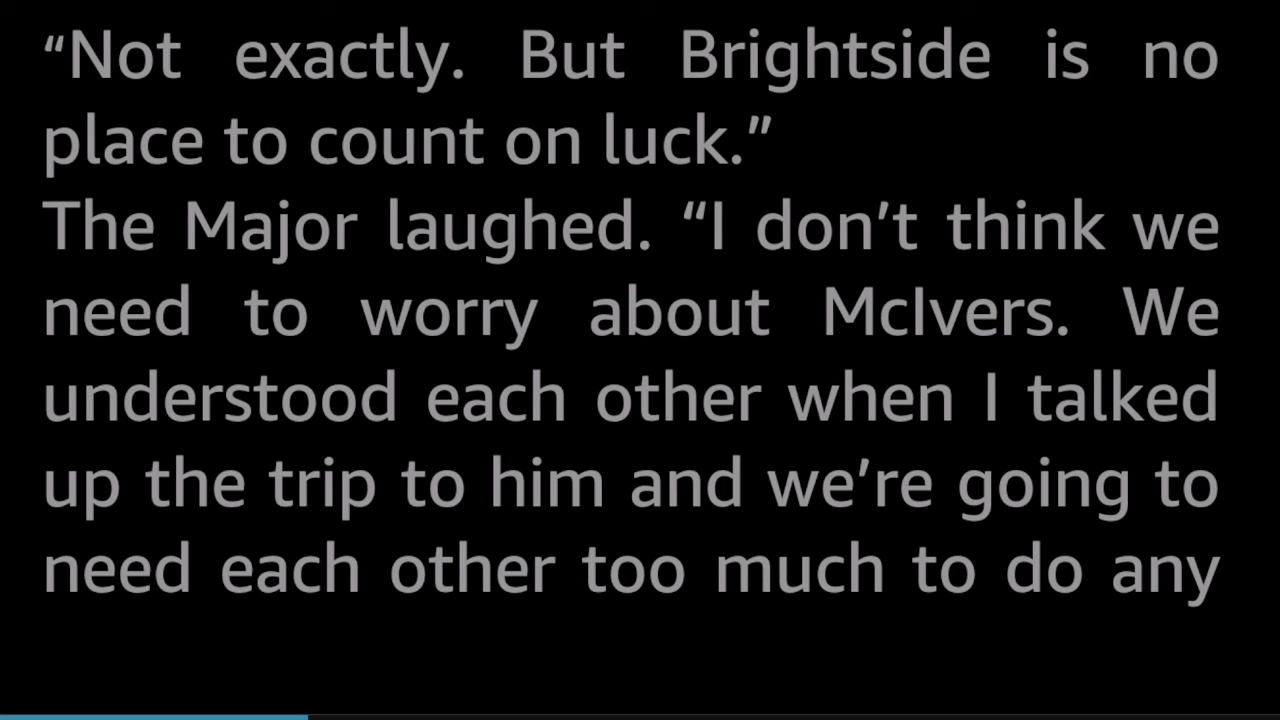 “Not exactly. But Brightside is no
place to count on luck.”
The Major laughed. “I don’t think we
need to worry about McIvers. We
understood each other when I talked
up the trip to him and we’re going to
need each other too much to do any